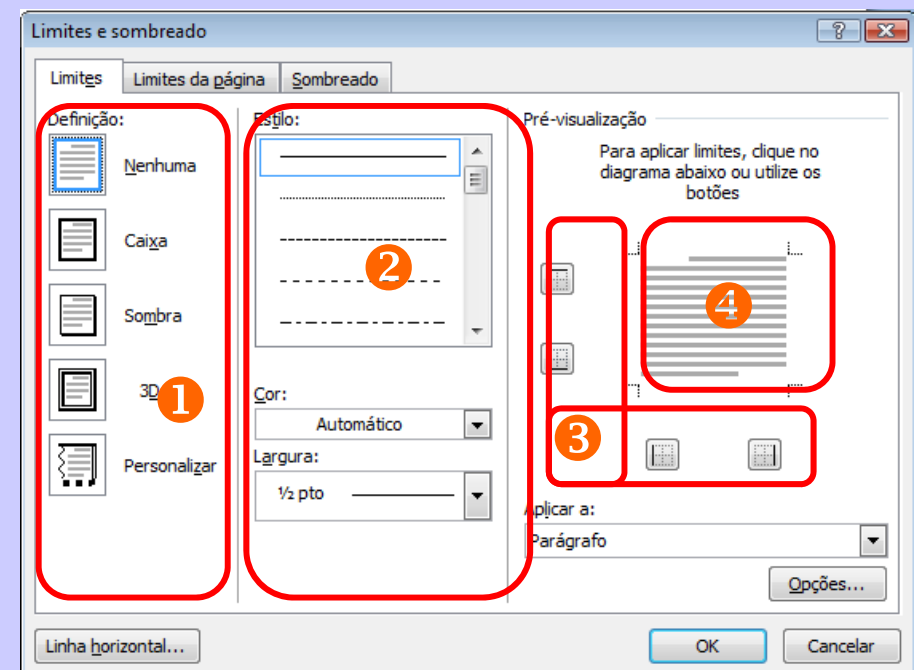 Limites e sombreado
Limites
Limites da página
Sombreado
Definição:
Nenhuma
Caixa
Sombra
3D
1
Personalizar
Estilo:
2
Cor:
Automático
Largura:
½ pto
Pré-visualização
Para aplicar limites, clique no
diagrama abaixo ou utilize os
botões
4
3
Aplicar a:
Parágrafo
Opções...
Linha horizontal...
OK
Cancelar